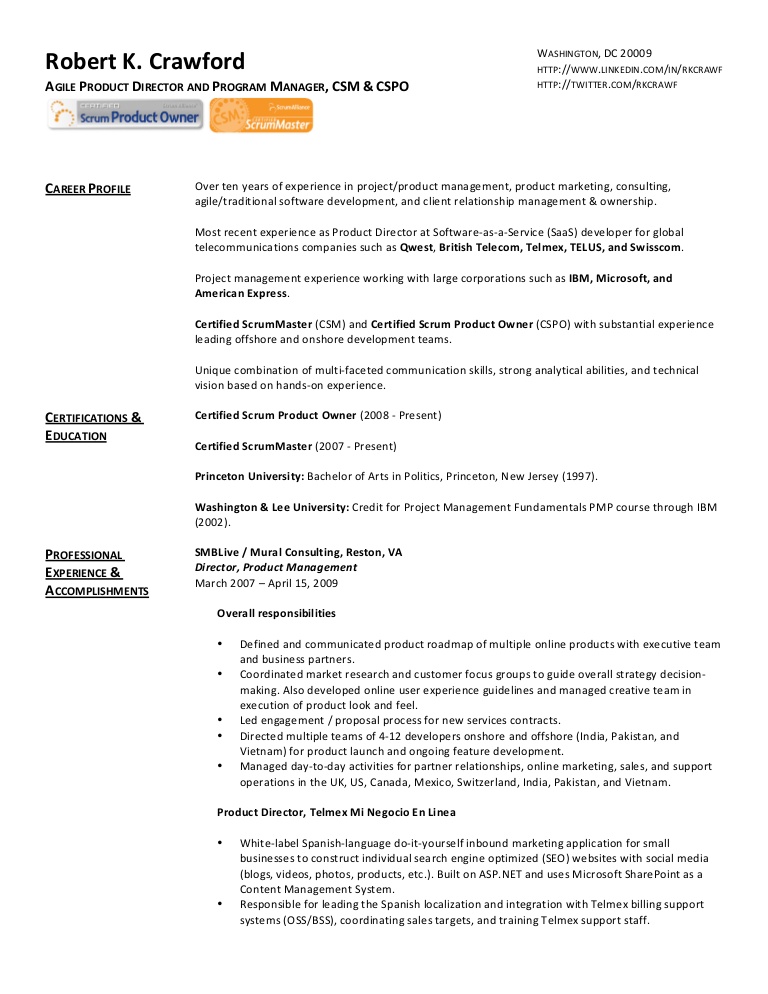 Robert K. Crawford
AGILE PRODUCT DIRECTOR AND PROGRAM MANAGER, CSM & CSPO
WASHINGTON, DC 20009
HTTP://WWW.LINKEDIN.COM/IN/RKCRAWF
HTTP://TWITTER.COM/RKCRAWF
CERTIFIED ScrumAlliance
Scrum Product Owner
CSM
ScrumAlliance
ScrumMaster
CAREER PROFILE
Over ten years of experience in project/product management, product marketing, consulting,
agile/traditional software development, and client relationship management & ownership.
Most recent experience as Product Director at Software-as-a-Service (SaaS) developer for global
telecommunications companies such as Qwest, British Telecom, Telmex, TELUS, and Swisscom.
Project management experience working with large corporations such as IBM, Microsoft, and
American Express.
Certified ScrumMaster (CSM) and Certified Scrum Product Owner (CSPO) with substantial experience
leading offshore and onshore development teams.
Unique combination of multi-faceted communication skills, strong analytical abilities, and technical
vision based on hands-on experience.
CERTIFICATIONS &
EDUCATION
Certified Scrum Product Owner (2008 - Present)
Certified ScrumMaster (2007 - Present)
Princeton University: Bachelor of Arts in Politics, Princeton, New Jersey (1997).
Washington & Lee University: Credit for Project Management Fundamentals PMP course through IBM
(2002).
PROFESSIONAL
EXPERIENCE &
ACCOMPLISHMENTS
SMBLive / Mural Consulting, Reston, VA
Director, Product Management
March 2007 – April 15, 2009
Overall responsibilities
• Defined and communicated product roadmap of multiple online products with executive team
and business partners.
• Coordinated market research and customer focus groups to guide overall strategy decision-
making. Also developed online user experience guidelines and managed creative team in
execution of product look and feel.
• Led engagement / proposal process for new services contracts.
• Directed multiple teams of 4-12 developers onshore and offshore (India, Pakistan, and
Vietnam) for product launch and ongoing feature development.
• Managed day-to-day activities for partner relationships, online marketing, sales, and support
operations in the UK, US, Canada, Mexico, Switzerland, India, Pakistan, and Vietnam.
Product Director, Telmex Mi Negocio En Linea
• White-label Spanish-language do-it-yourself inbound marketing application for small
businesses to construct individual search engine optimized (SEO) websites with social media
(blogs, videos, photos, products, etc.). Built on ASP.NET and uses Microsoft SharePoint as a
Content Management System.
• Responsible for leading the Spanish localization and integration with Telmex billing support
systems (OSS/BSS), coordinating sales targets, and training Telmex support staff.